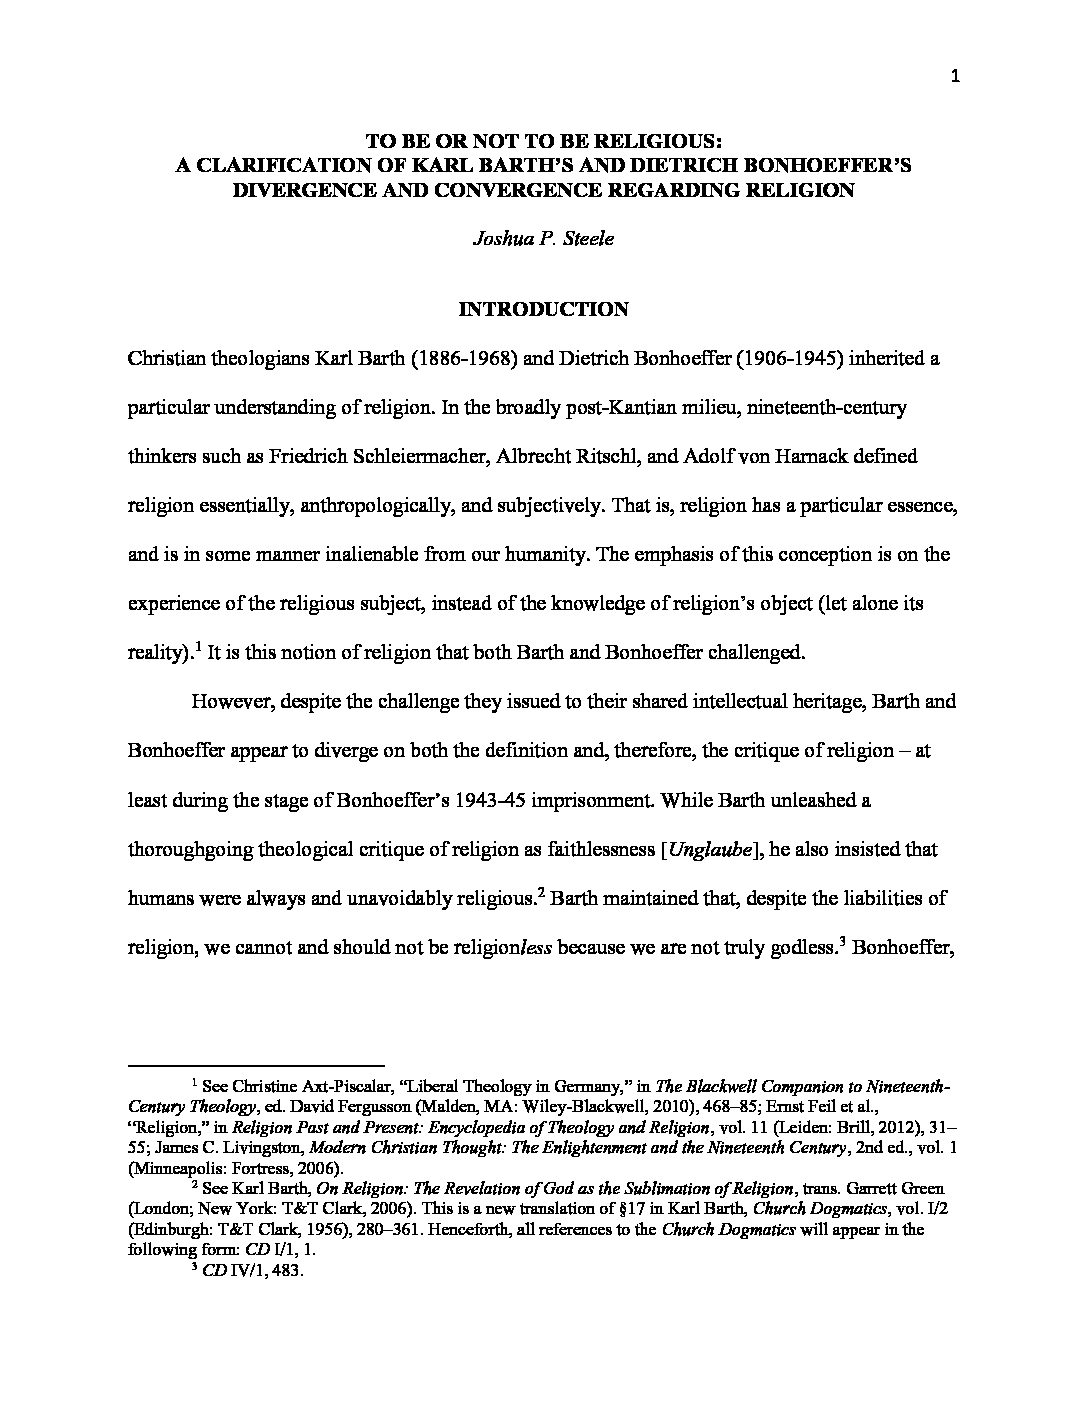 1
TO BE OR NOT TO BE RELIGIOUS:
A CLARIFICATION OF KARL BARTH’S AND DIETRICH BONHOEFFER’S
DIVERGENCE AND CONVERGENCE REGARDING RELIGION
Joshua P. Steele
INTRODUCTION
Christian theologians Karl Barth (1886-1968) and Dietrich Bonhoeffer (1906-1945) inherited a
particular understanding of religion. In the broadly post-Kantian milieu, nineteenth-century
thinkers such as Friedrich Schleiermacher, Albrecht Ritschl, and Adolf von Harnack defined
religion essentially, anthropologically, and subjectively. That is, religion has a particular essence,
and is in some manner inalienable from our humanity. The emphasis of this conception is on the
experience of the religious subject, instead of the knowledge of religion’s object (let alone its
reality).1 It is this notion of religion that both Barth and Bonhoeffer challenged.
However, despite the challenge they issued to their shared intellectual heritage, Barth and
Bonhoeffer appear to diverge on both the definition and, therefore, the critique of religion – at
least during the stage of Bonhoeffer’s 1943-45 imprisonment. While Barth unleashed a
thoroughgoing theological critique of religion as faithlessness [Unglaube], he also insisted that
humans were always and unavoidably religious.2 Barth maintained that, despite the liabilities of
religion, we cannot and should not be religionless because we are not truly godless.3 Bonhoeffer,
1 See Christine Axt-Piscalar, “Liberal Theology in Germany,” in The Blackwell Companion to Nineteenth-
Century Theology, ed. David Fergusson (Malden, MA: Wiley-Blackwell, 2010), 468–85; Ernst Feil et al.,
“Religion,” in Religion Past and Present: Encyclopedia of Theology and Religion, vol. 11 (Leiden: Brill, 2012), 31–
55; James C. Livingston, Modern Christian Thought: The Enlightenment and the Nineteenth Century, 2nd ed., vol. 1
(Minneapolis: Fortress, 2006).
2 See Karl Barth, On Religion: The Revelation of God as the Sublimation of Religion, trans. Garrett Green
(London; New York: T&T Clark, 2006). This is a new translation of §17 in Karl Barth, Church Dogmatics, vol. I/2
(Edinburgh: T&T Clark, 1956), 280–361. Henceforth, all references to the Church Dogmatics will appear in the
following form: CD I/1, 1.
3 CD IV/1, 483.